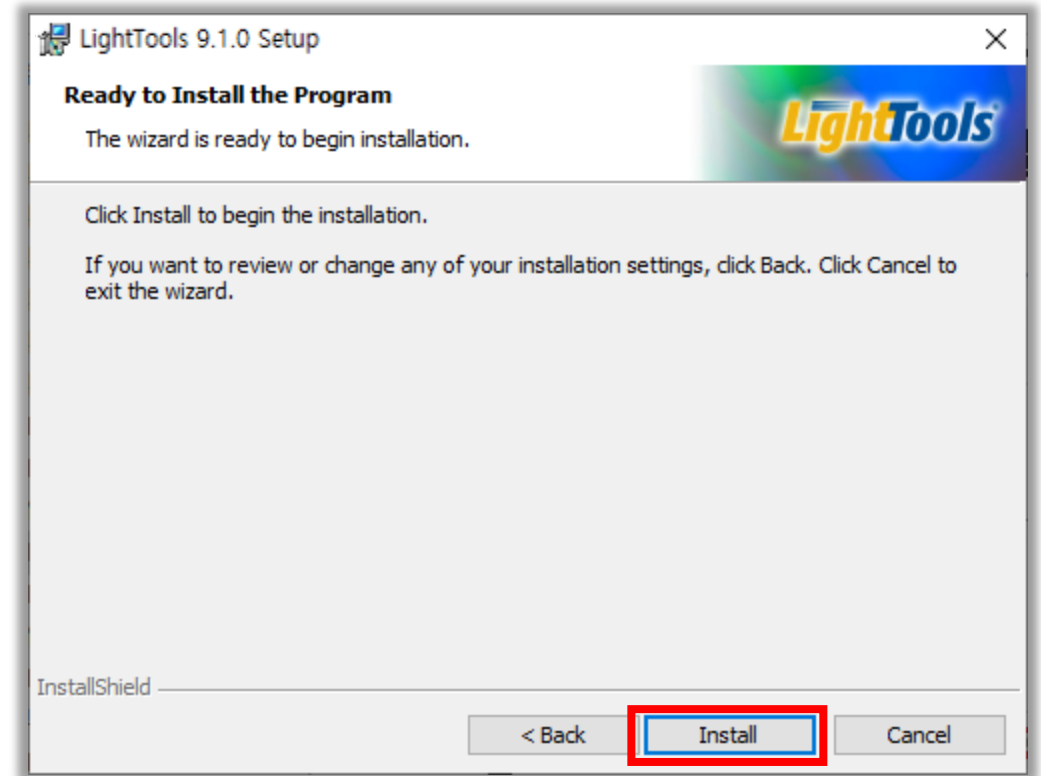 LightTools 9.1.0 Setup
Ready to Install the Program
The wizard is ready to begin installation.
LightTools
Click Install to begin the installation.
If you want to review or change any of your installation settings, click Back. Click Cancel to
exit the wizard.
InstallShield
< Back Install Cancel